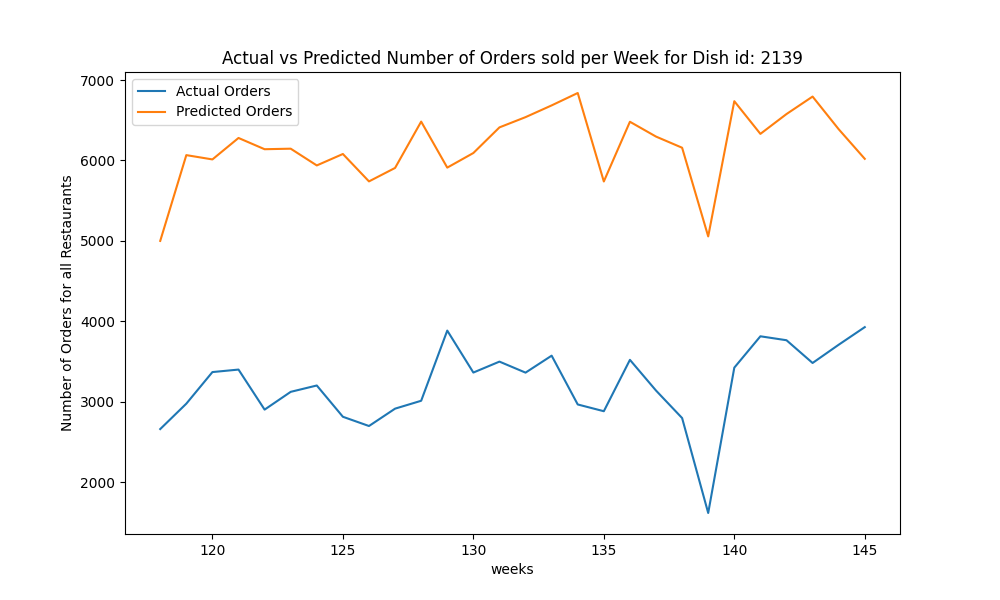 Actual vs Predicted Number of Orders sold per Week for Dish id: 2139
Actual Orders
Predicted Orders
Number of Orders for all Restaurants
7000
6000
5000
4000
3000
2000
120 125 130 135 140 145
weeks